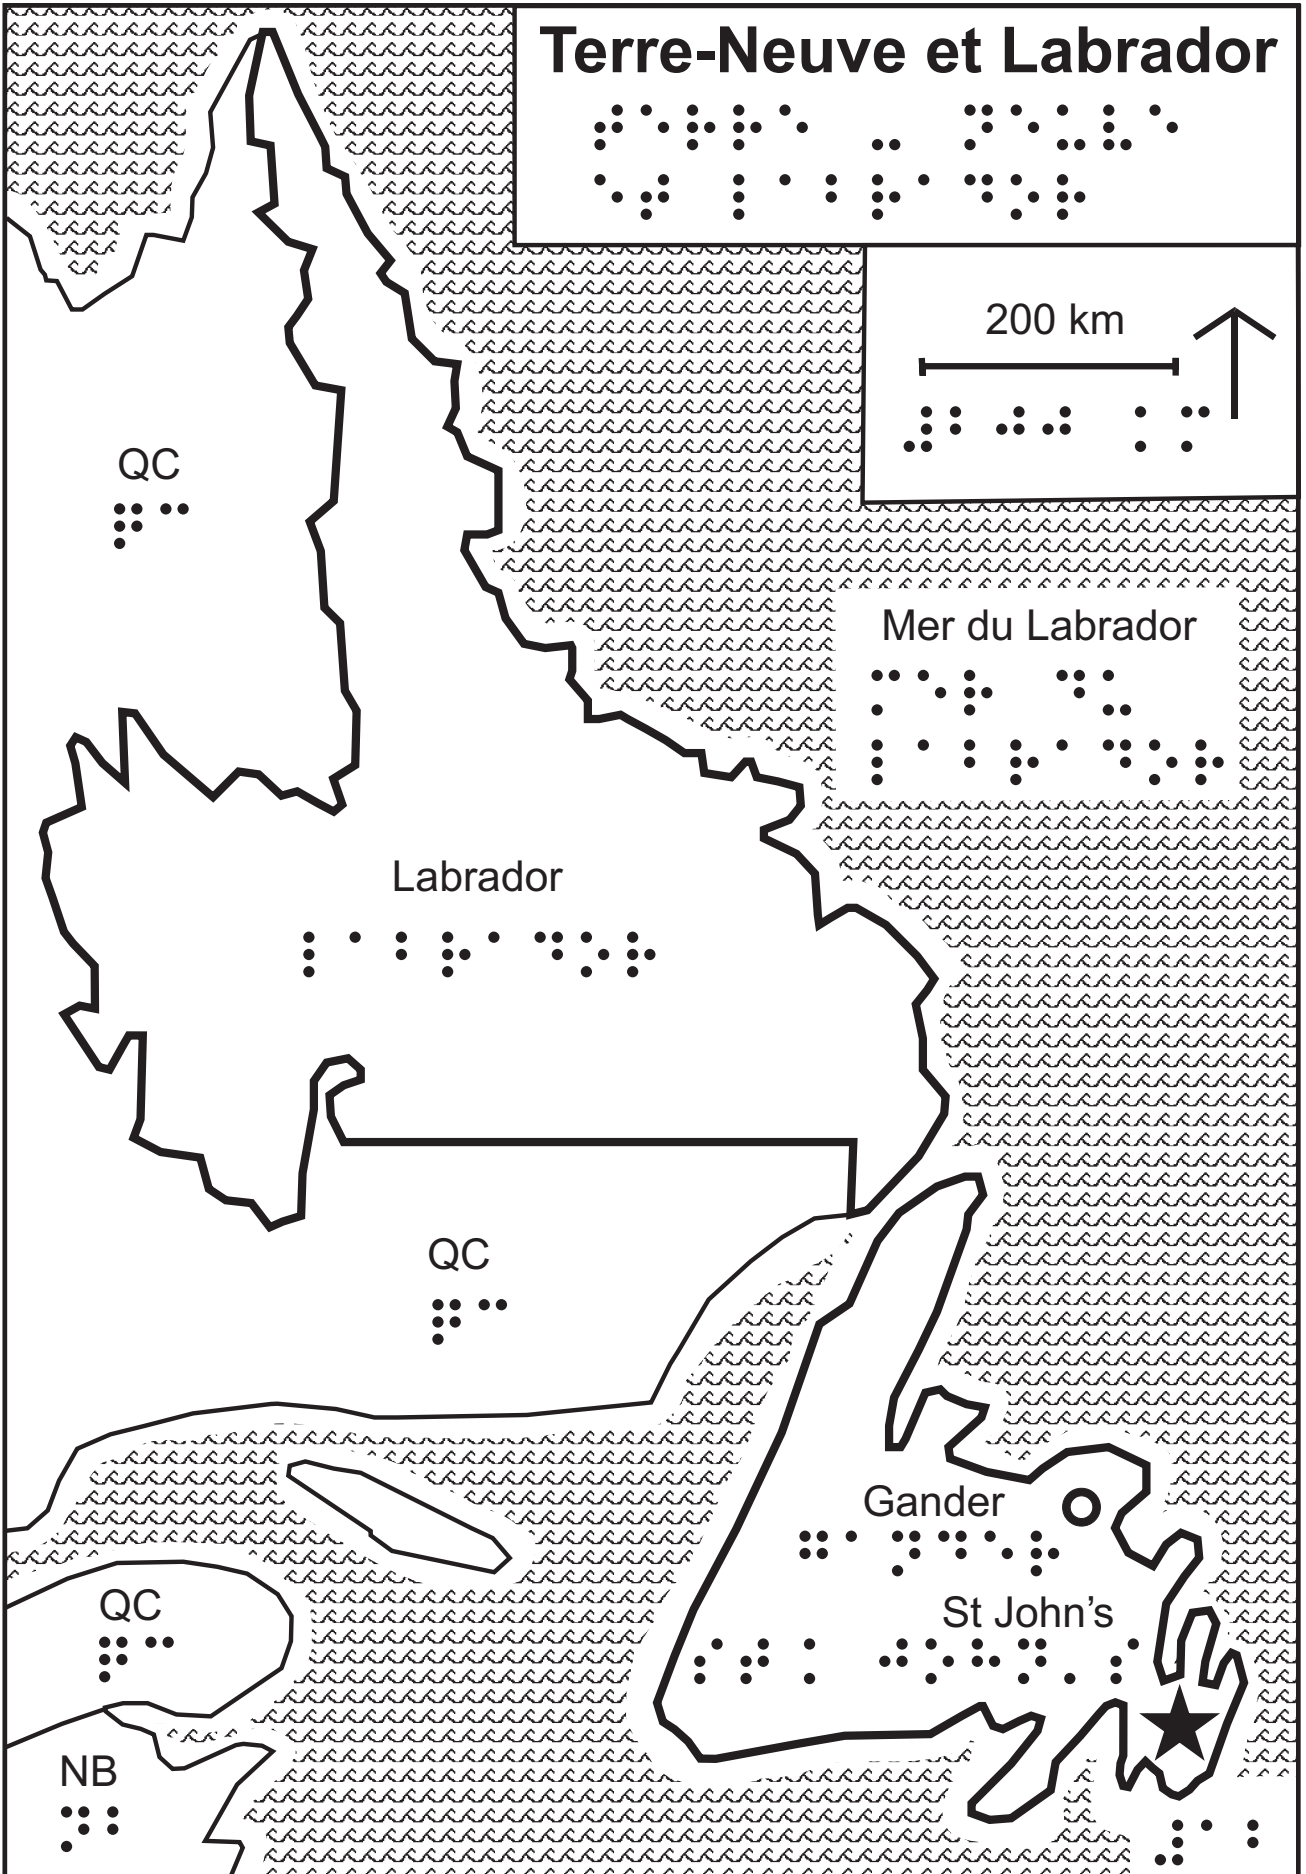 Terre-Neuve et Labrador
⠞⠑⠗⠗⠑ ⠤ ⠝⠑⠥⠧⠑
⠑⠞ ⠇⠁⠃⠗⠁⠙⠕⠗
200 km
⠼⠃⠚⠚ ⠅⠍
QC
⠟⠉
Mer du Labrador
⠍⠑⠗ ⠙⠥
⠇⠁⠃⠗⠁⠙⠕⠗
Labrador
⠇⠁⠃⠗⠁⠙⠕⠗
QC
⠟⠉
Gander
⠛⠁⠝⠙⠑⠗
QC
⠟⠉
St John’s
⠎⠞⠨ ⠚⠕⠓⠝⠄⠎
NB
⠝⠃
⠼⠁⠃